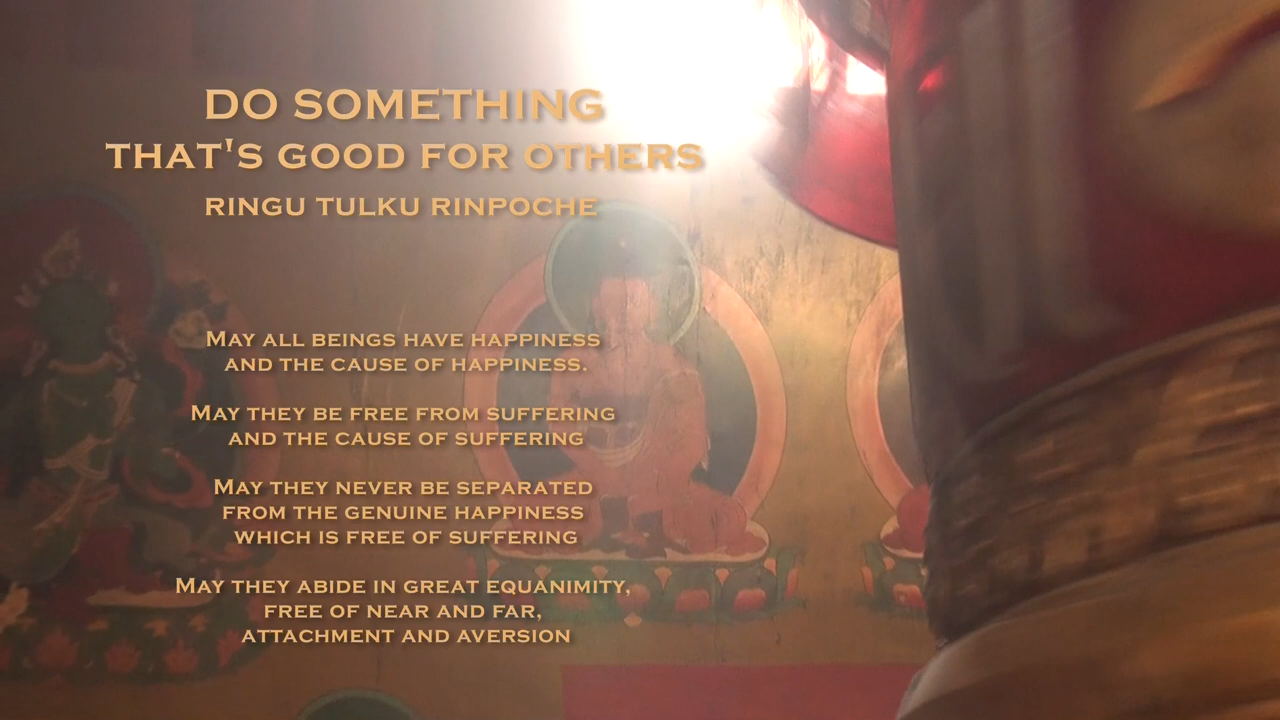 DO SOMETHING
THAT'S GOOD FOR OTHERS
RINGU TULKU RINPOCHE
MAY ALL BEINGS HAVE HAPPINESS
AND THE CAUSE OF HAPPINESS.
MAY THEY BE FREE FROM SUFFERING
AND THE CAUSE OF SUFFERING
MAY THEY NEVER BE SEPARATED
FROM THE GENUINE HAPPINESS
WHICH IS FREE OF SUFFERING
MAY THEY ABIDE IN GREAT EQUANIMITY,
FREE OF NEAR AND FAR,
ATTACHMENT AND AVERSION